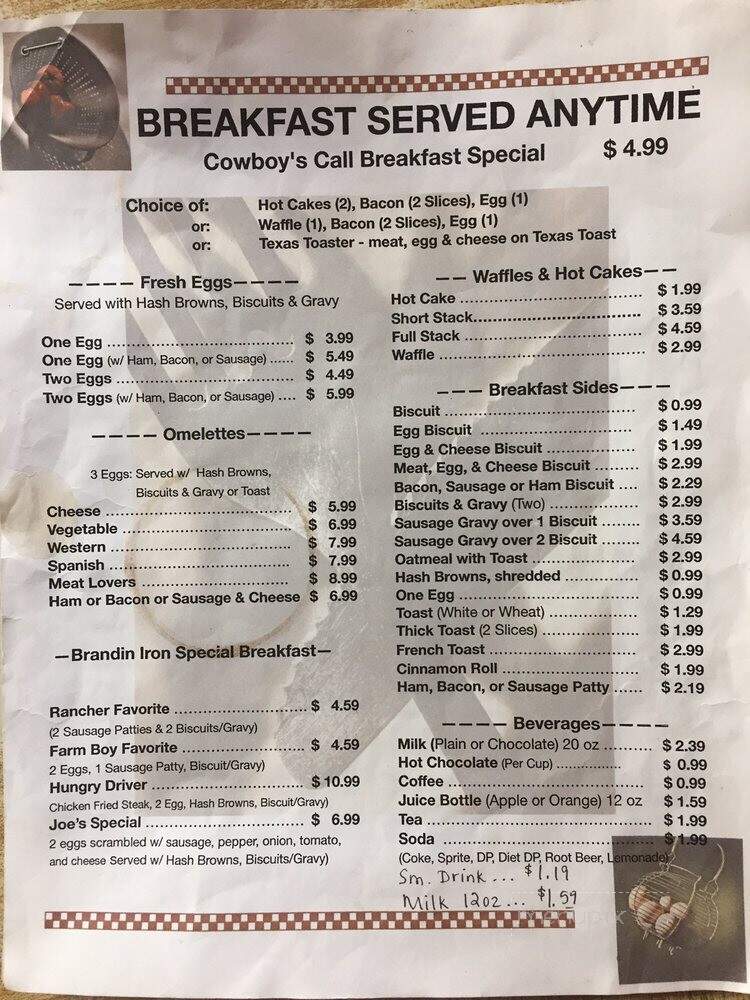 BREAKFAST SERVED ANYTIME
Cowboy's Call Breakfast Special $ 4.99
Choice of: Hot Cakes (2), Bacon (2 Slices), Egg (1)
or: Waffle (1), Bacon (2 Slices), Egg (1)
or: Texas Toaster - meat, egg & cheese on Texas Toast
---- Fresh Eggs----
Served with Hash Browns, Biscuits & Gravy
One Egg ................................ $ 3.99
One Egg (w/ Ham, Bacon, or Sausage) ...... $ 5.49
Two Eggs ................................ $ 4.49
Two Eggs (w/ Ham, Bacon, or Sausage) .... $ 5.99
---- Omelettes----
3 Eggs: Served w/ Hash Browns,
Biscuits & Gravy or Toast
Cheese ................................ $ 5.99
Vegetable ................................ $ 6.99
Western ................................ $ 7.99
Spanish ................................ $ 7.99
Meat Lovers ............................ $ 8.99
Ham or Bacon or Sausage & Cheese $ 6.99
—Brandin Iron Special Breakfast—
Rancher Favorite ........................ $ 4.59
(2 Sausage Patties & 2 Biscuits/Gravy)
Farm Boy Favorite ...................... $ 4.59
2 Eggs, 1 Sausage Patty, Biscuit/Gravy)
Hungry Driver ............................ $ 10.99
Chicken Fried Steak, 2 Egg, Hash Browns, Biscuit/Gravy)
Joe's Special ............................ $ 6.99
2 eggs scrambled w/ sausage, pepper, onion, tomato,
and cheese Served w/ Hash Browns, Biscuits/Gravy)
-- Waffles & Hot Cakes--
Hot Cake ................................ $ 1.99
Short Stack................................ $ 3.59
Full Stack ................................ $ 4.59
Waffle ................................ $ 2.99
--- Breakfast Sides---
Biscuit ................................ $ 0.99
Egg Biscuit ............................ $ 1.49
Egg & Cheese Biscuit ................ $ 1.99
Meat, Egg, & Cheese Biscuit ......... $ 2.99
Bacon, Sausage or Ham Biscuit .... $ 2.29
Biscuits & Gravy (Two) .................. $ 2.99
Sausage Gravy over 1 Biscuit ........ $ 3.59
Sausage Gravy over 2 Biscuit ........ $ 4.59
Oatmeal with Toast ...................... $ 2.99
Hash Browns, shredded ............... $ 0.99
One Egg ................................ $ 0.99
Toast (White or Wheat) .................. $ 1.29
Thick Toast (2 Slices) .................... $ 1.99
French Toast ............................ $ 2.99
Cinnamon Roll ........................... $ 1.99
Ham, Bacon, or Sausage Patty ...... $ 2.19
---- Beverages----
Milk (Plain or Chocolate) 20 oz .......... $ 2.39
Hot Chocolate (Per Cup) ................. $ 0.99
Coffee ................................ $ 0.99
Juice Bottle (Apple or Orange) 12 oz $ 1.59
Tea ................................ $ 1.99
Soda ................................ $ 1.99
(Coke, Sprite, DP, Diet DP, Root Beer, Lemonade)
Sm. Drink ... $1.19
Milk 12oz ... $1.59